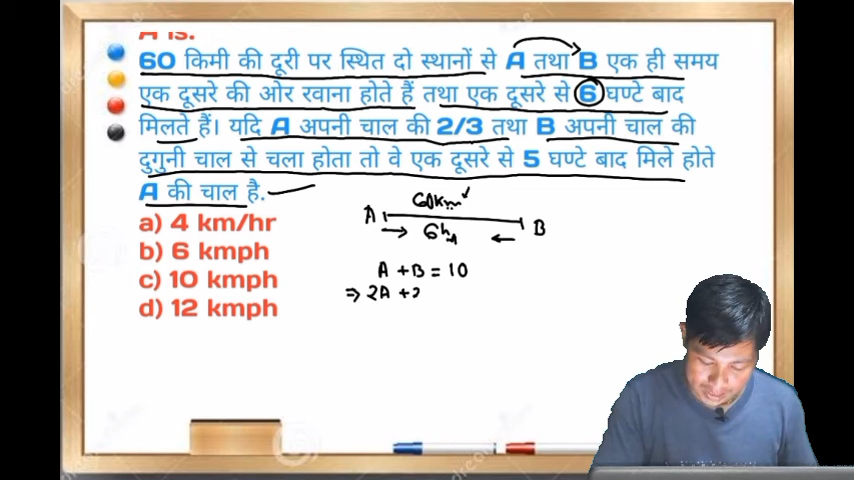 A is:
60 किमी की दूरी पर स्थित दो स्थानों से A तथा B एक ही समय
एक दूसरे की ओर रवाना होते हैं तथा एक दूसरे से 6 घण्टे बाद
मिलते हैं। यदि A अपनी चाल की 2/3 तथा B अपनी चाल की
दुगुनी चाल से चला होता तो वे एक दूसरे से 5 घण्टे बाद मिले होते
A की चाल है.
a) 4 km/hr
b) 6 kmph
c) 10 kmph
d) 12 kmph
60km
A B
6h
A + B = 10
⇒ 2A +